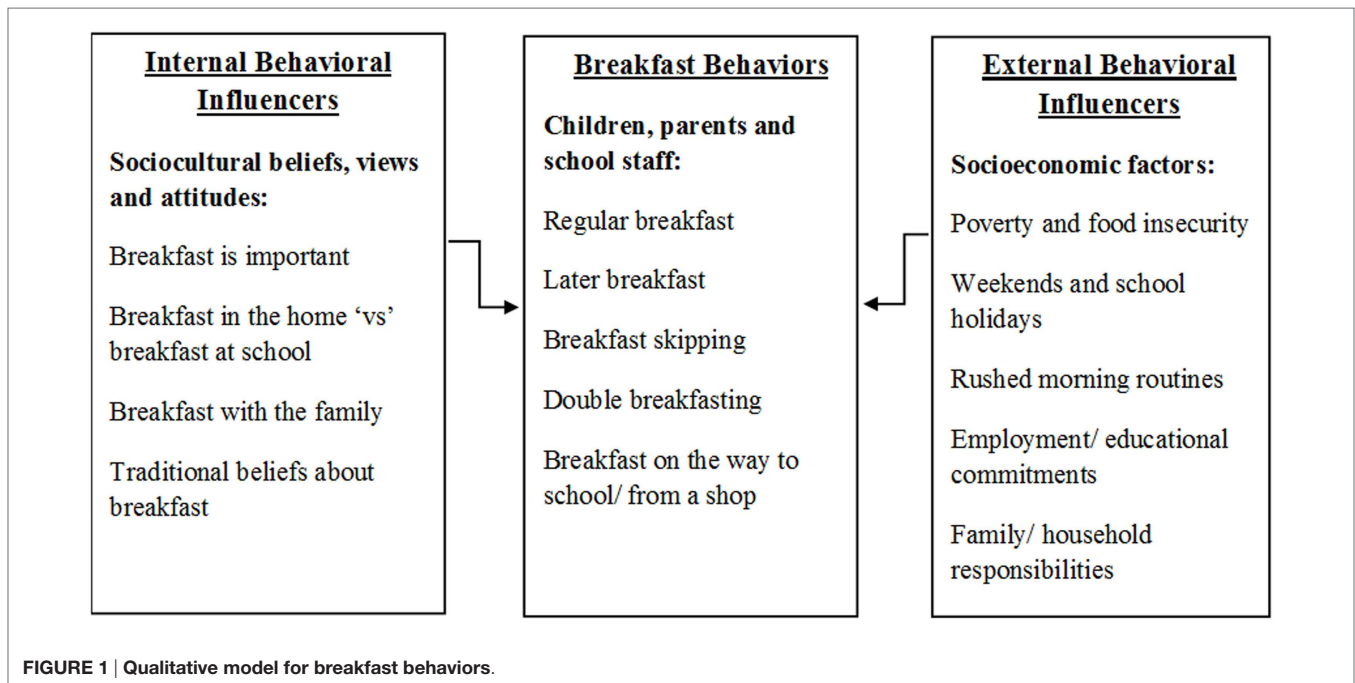 Internal Behavioral
Influencers
Sociocultural beliefs, views
and attitudes:
Breakfast is important
Breakfast in the home ‘vs’
breakfast at school
Breakfast with the family
Traditional beliefs about
breakfast
Breakfast Behaviors
Children, parents and
school staff:
Regular breakfast
Later breakfast
Breakfast skipping
Double breakfasting
Breakfast on the way to
school/ from a shop
External Behavioral
Influencers
Socioeconomic factors:
Poverty and food insecurity
Weekends and school
holidays
Rushed morning routines
Employment/ educational
commitments
Family/ household
responsibilities
FIGURE 1 | Qualitative model for breakfast behaviors.